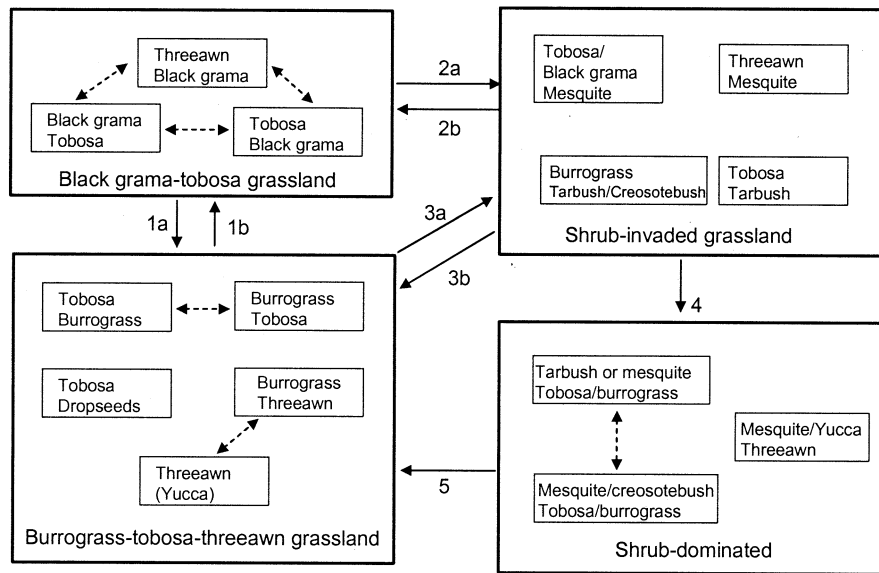 Threeawn
Black grama
Black grama
Tobosa
Tobosa
Black grama
Black grama-tobosa grassland
2a
2b
Tobosa/
Black grama
Mesquite
Threeawn
Mesquite
Burrograss
Tarbush/Creosotebush
Tobosa
Tarbush
Shrub-invaded grassland
1a
1b
3a
3b
4
Tobosa
Burrograss
Burrograss
Tobosa
Tobosa
Dropseeds
Burrograss
Threeawn
Threeawn
(Yucca)
Burrograss-tobosa-threeawn grassland
5
Tarbush or mesquite
Tobosa/burrograss
Mesquite/Yucca
Threeawn
Mesquite/creosotebush
Tobosa/burrograss
Shrub-dominated